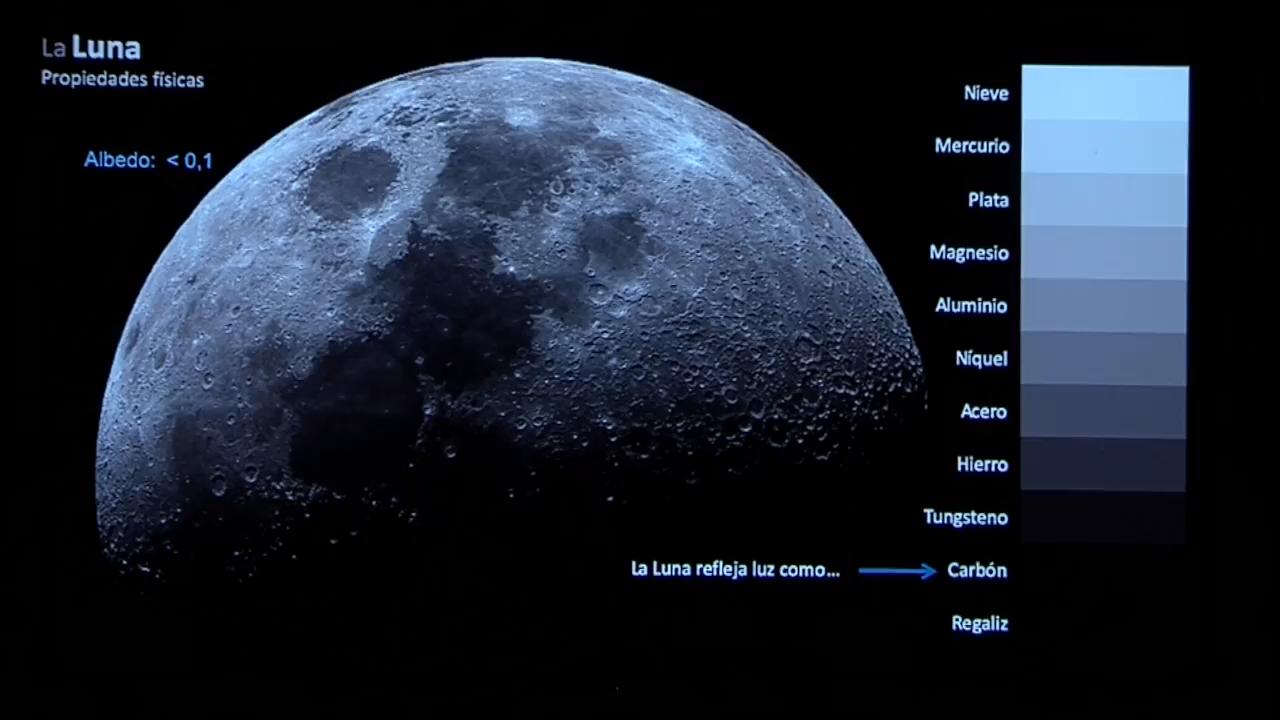 La Luna
Propiedades físicas
Albedo: < 0,1
Nieve
Mercurio
Plata
Magnesio
Aluminio
Níquel
Acero
Hierro
Tungsteno
La Luna refleja luz como... Carbón
Regaliz